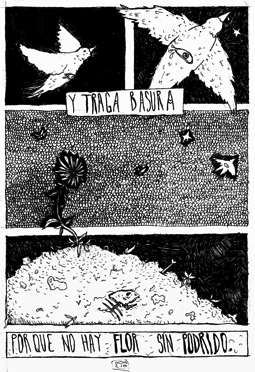 Y TRAGA BASURA
PORQUE NO HAY FLOR SIN PODRIDO...